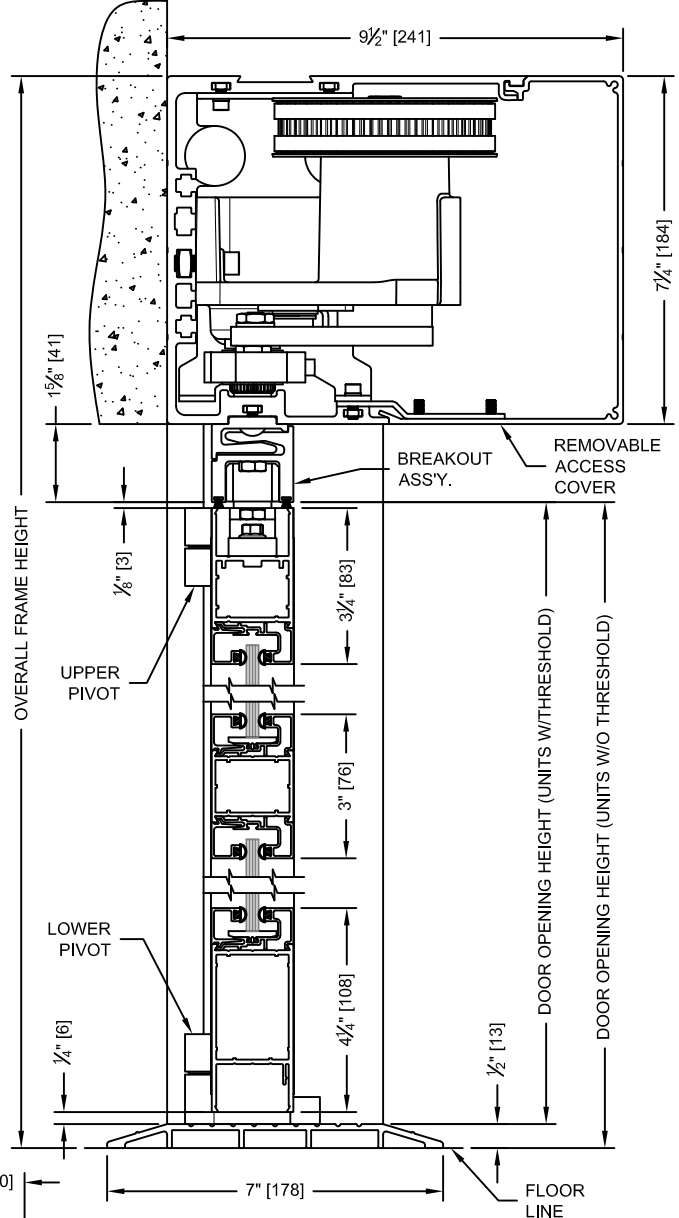 9½" [241]
7¼" [184]
1⅝" [41]
BREAKOUT
ASS'Y.
REMOVABLE
ACCESS
COVER
⅛" [3]
3¼" [83]
OVERALL FRAME HEIGHT
UPPER
PIVOT
3" [76]
DOOR OPENING HEIGHT (UNITS W/THRESHOLD)
DOOR OPENING HEIGHT (UNITS W/O THRESHOLD)
LOWER
PIVOT
4¼" [108]
¼" [6]
½" [13]
0]
7" [178]
FLOOR
LINE